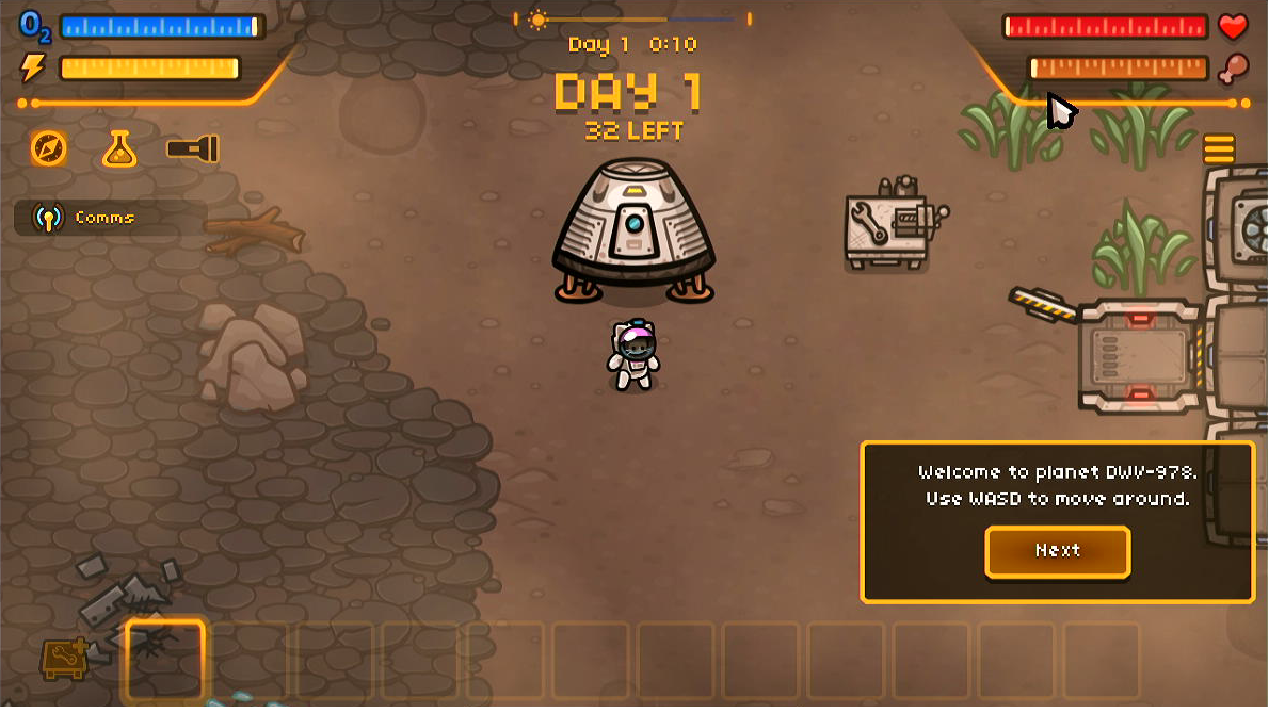 O2
Day 1 0:10
DAY 1
32 LEFT
Comms
Welcome to planet DWV-978.
Use WASD to move around.
Next